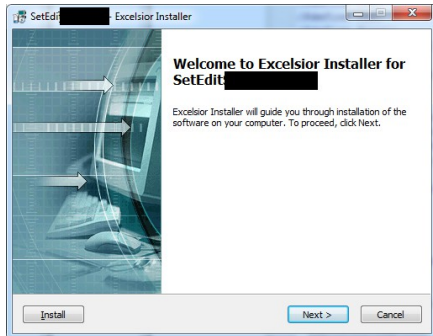 SetEdit - Excelsior Installer
Welcome to Excelsior Installer for
SetEdit
Excelsior Installer will guide you through installation of the
software on your computer. To proceed, click Next.
Install
Next >
Cancel